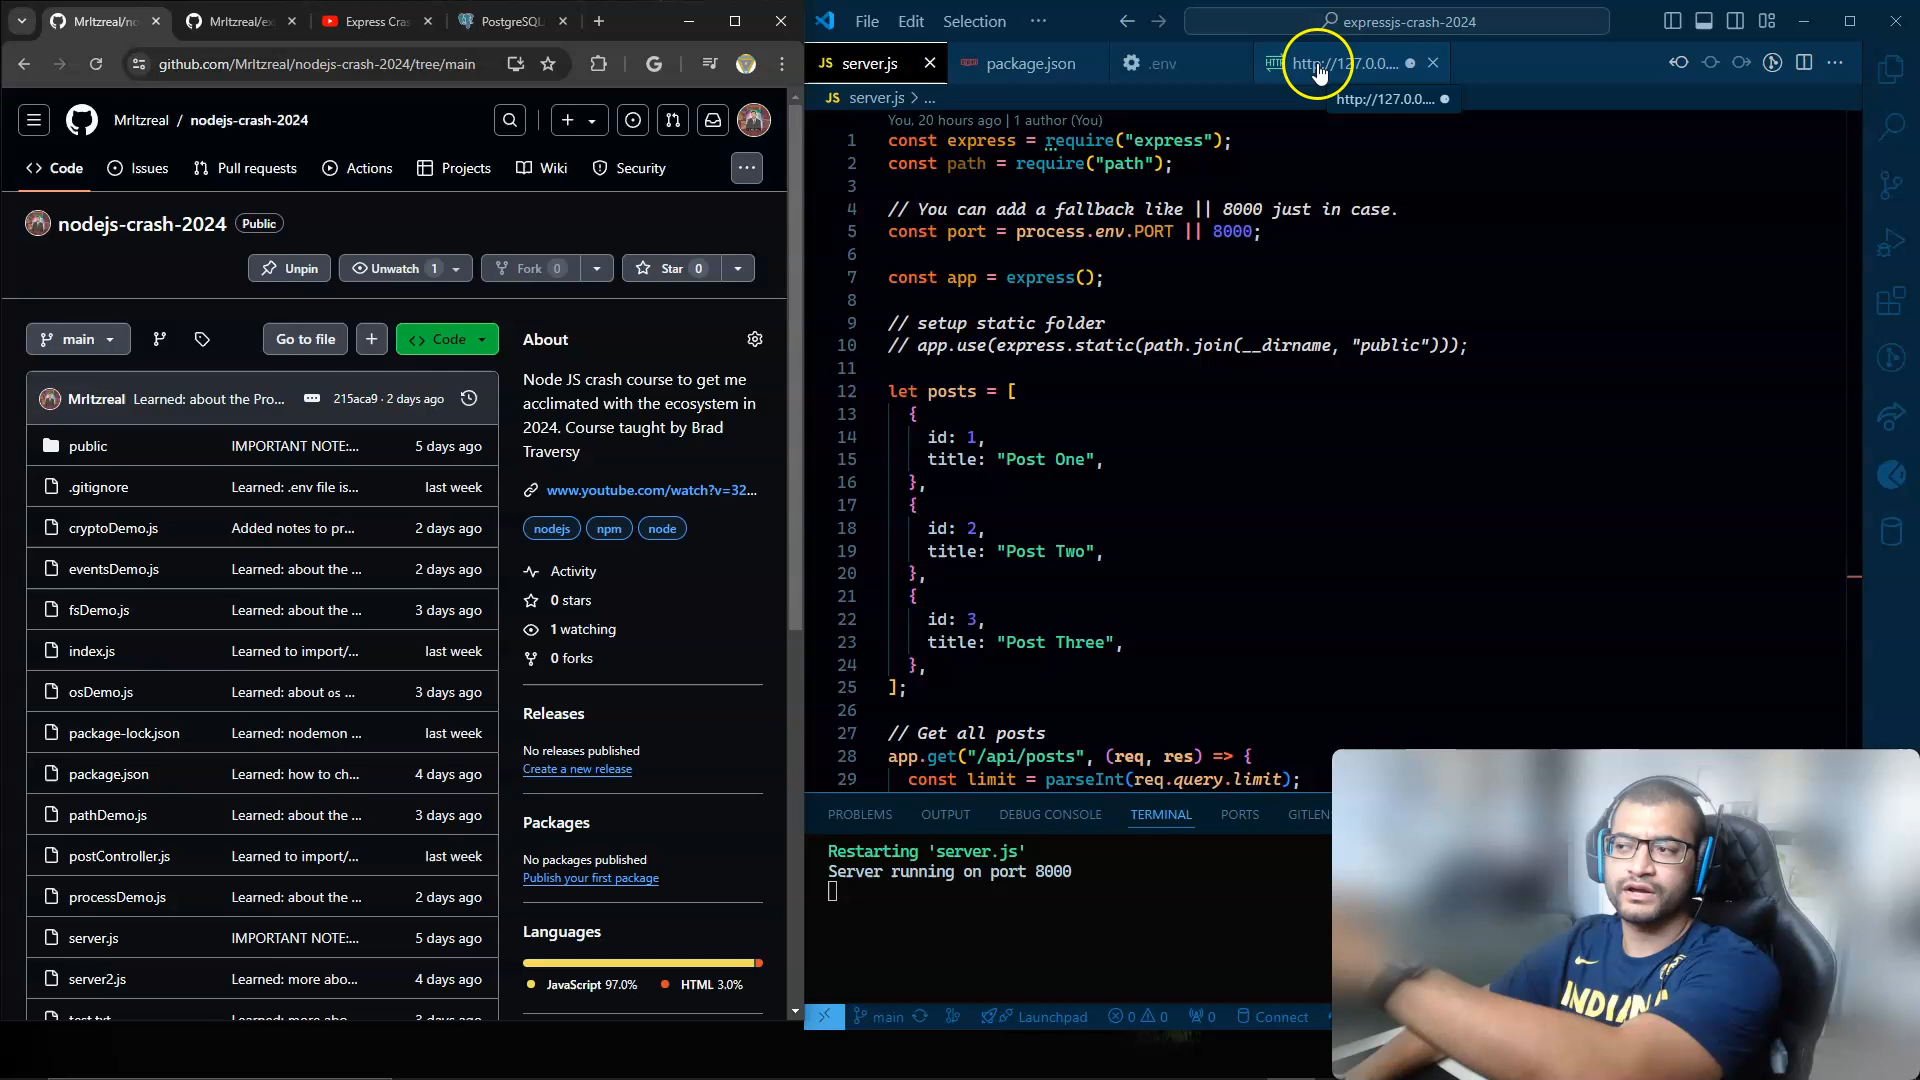 MrItzreal/no
MrItzreal/ex
Express Cras
PostgreSQL
github.com/MrItzreal/nodejs-crash-2024/tree/main
MrItzreal / nodejs-crash-2024
Code
Issues
Pull requests
Actions
Projects
Wiki
Security
nodejs-crash-2024
Public
Unpin
Unwatch 1
Fork 0
Star 0
main
Go to file
Code
MrItzreal Learned: about the Pro... 215aca9 · 2 days ago
public IMPORTANT NOTE:... 5 days ago
.gitignore Learned: .env file is... last week
cryptoDemo.js Added notes to pr... 2 days ago
eventsDemo.js Learned: about the ... 2 days ago
fsDemo.js Learned: about the ... 3 days ago
index.js Learned to import/... last week
osDemo.js Learned: about os ... 3 days ago
package-lock.json Learned: nodemon ... last week
package.json Learned: how to ch... 4 days ago
pathDemo.js Learned: about the ... 3 days ago
postController.js Learned to import/... last week
processDemo.js Learned: about the ... 2 days ago
server.js IMPORTANT NOTE:... 5 days ago
server2.js Learned: more abo... 4 days ago
test.txt Learned: more abo... 3 days ago
About
Node JS crash course to get me
acclimated with the ecosystem in
2024. Course taught by Brad
Traversy
www.youtube.com/watch?v=32...
nodejs
npm
node
Activity
0 stars
1 watching
0 forks
Releases
No releases published
Create a new release
Packages
No packages published
Publish your first package
Languages
JavaScript 97.0%
HTML 3.0%
File Edit Selection ...
expressjs-crash-2024
JS server.js
package.json
.env
http://127.0.0....
JS server.js > ...
http://127.0.0....
You, 20 hours ago | 1 author (You)
1 const express = require("express");
2 const path = require("path");
3
4 // You can add a fallback like || 8000 just in case.
5 const port = process.env.PORT || 8000;
6
7 const app = express();
8
9 // setup static folder
10 // app.use(express.static(path.join(__dirname, "public")));
11
12 let posts = [
13 {
14 id: 1,
15 title: "Post One",
16 },
17 {
18 id: 2,
19 title: "Post Two",
20 },
21 {
22 id: 3,
23 title: "Post Three",
24 },
25 ];
26
27 // Get all posts
28 app.get("/api/posts", (req, res) => {
29 const limit = parseInt(req.query.limit);
PROBLEMS OUTPUT DEBUG CONSOLE TERMINAL PORTS GITLEN
Restarting 'server.js'
Server running on port 8000
main
Launchpad
0
0
0
Connect
INDIANA